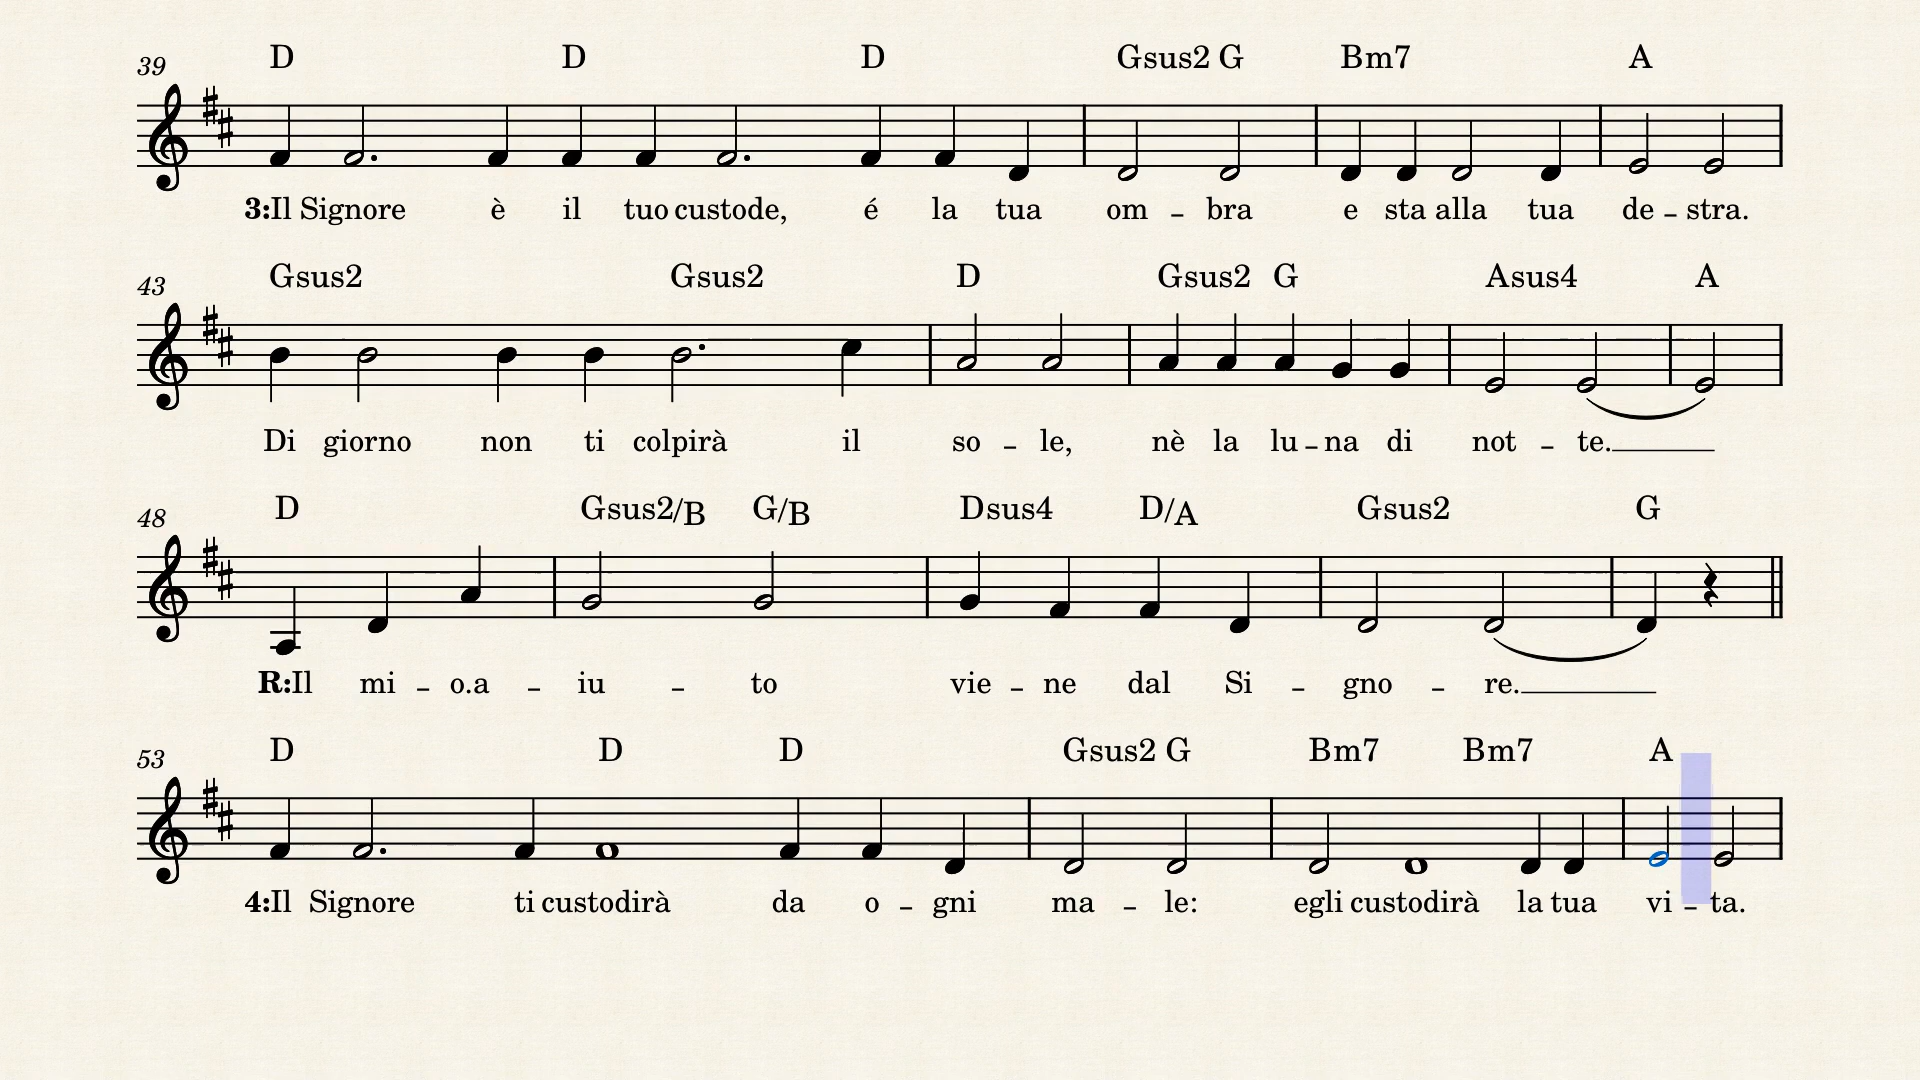 39 D D D Gsus2 G Bm7 A
3:Il Signore è il tuo custode, é la tua om – bra e sta alla tua de – stra.
43 Gsus2 Gsus2 D Gsus2 G Asus4 A
Di giorno non ti colpirà il so – le, nè la lu – na di not – te.
48 D Gsus2/B G/B Dsus4 D/A Gsus2 G
R:Il mi – o.a – iu – to vie – ne dal Si – gno – re.
53 D D D Gsus2 G Bm7 Bm7 A
4:Il Signore ti custodirà da o – gni ma – le: egli custodirà la tua vi – ta.